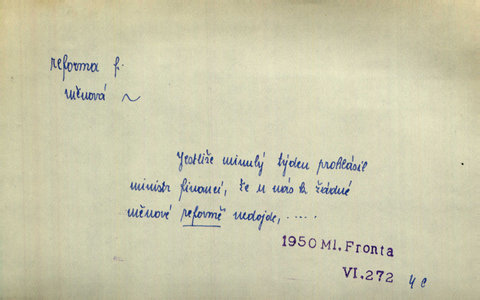 reforma f.
měnová ~
Jestliže minulý týden prohlásil
ministr financí, že u nás k žádné
měnové reformě nedojde, ....
1950 Ml. Fronta
VI.272 4c